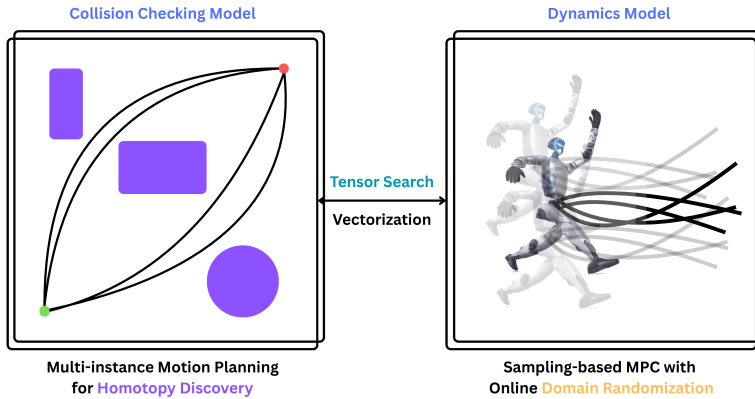 Collision Checking Model
Dynamics Model
Tensor Search
Vectorization
Multi-instance Motion Planning
for Homotopy Discovery
Sampling-based MPC with
Online Domain Randomization